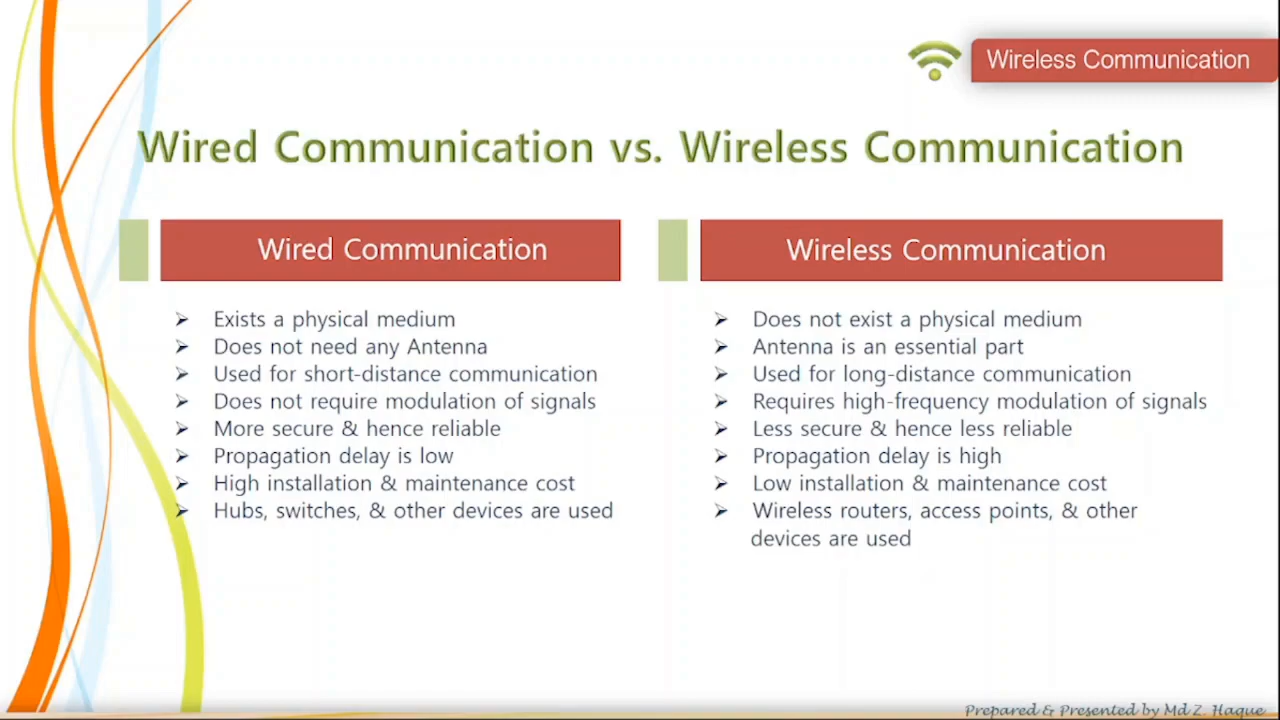 Wireless Communication
Wired Communication vs. Wireless Communication
Wired Communication
➢ Exists a physical medium
➢ Does not need any Antenna
➢ Used for short-distance communication
➢ Does not require modulation of signals
➢ More secure & hence reliable
➢ Propagation delay is low
➢ High installation & maintenance cost
➢ Hubs, switches, & other devices are used
Wireless Communication
➢ Does not exist a physical medium
➢ Antenna is an essential part
➢ Used for long-distance communication
➢ Requires high-frequency modulation of signals
➢ Less secure & hence less reliable
➢ Propagation delay is high
➢ Low installation & maintenance cost
➢ Wireless routers, access points, & other
devices are used
Prepared & Presented by Md Z. Haque